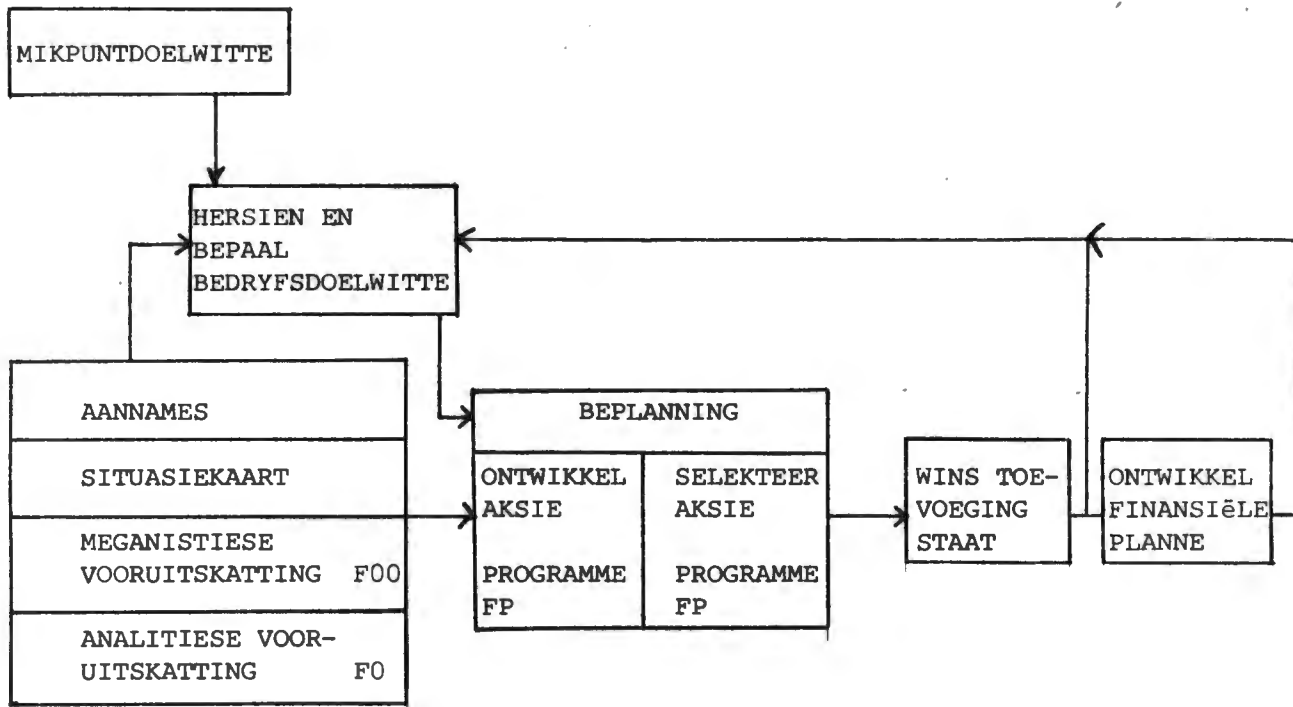 MIKPUNTDOELWITTE
HERSIEN EN
BEPAAL
BEDRYFSDOELWITTE
AANNAMES
SITUASIEKAART
MEGANISTIESE
VOORUITSKATTING F00
ANALITIESE VOOR-
UITSKATTING F0
BEPLANNING
ONTWIKKEL
AKSIE
PROGRAMME
FP
SELEKTEER
AKSIE
PROGRAMME
FP
WINS TOE-
VOEGING
STAAT
ONTWIKKEL
FINANSIËLE
PLANNE